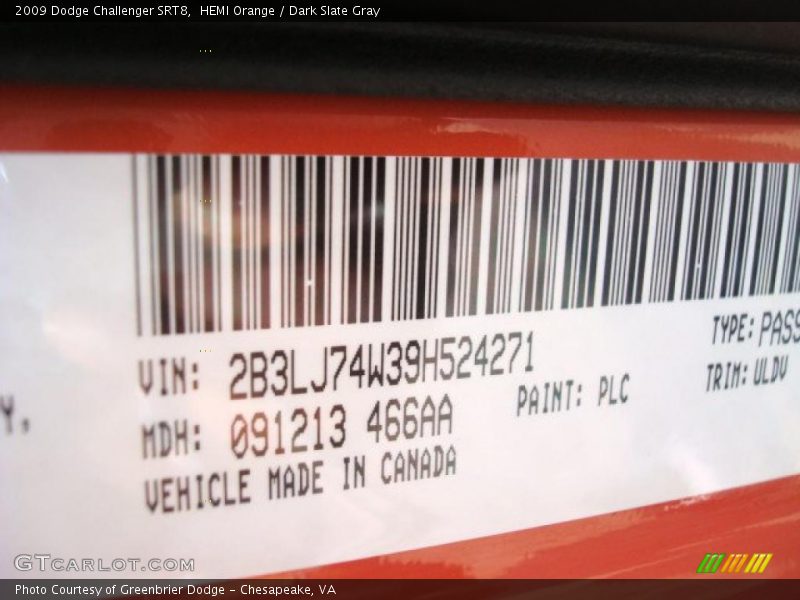 2009 Dodge Challenger SRT8,  HEMI Orange / Dark Slate Gray
TYPE: PASS
VIN: 2B3LJ74W39H524271
TRIM: ULDV
PAINT: PLC
Y,
MDH: 091213 466AA
VEHICLE MADE IN CANADA
GTCARLOT.COM
Photo Courtesy of Greenbrier Dodge - Chesapeake, VA